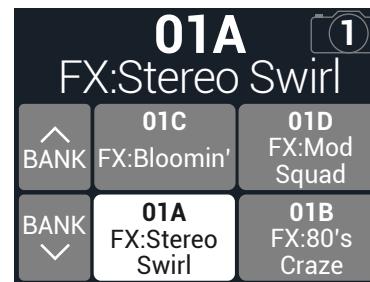 01A
1
FX:Stereo Swirl
BANK
01C
FX:Bloomin'
01D
FX:Mod
Squad
BANK
01A
FX:Stereo
Swirl
01B
FX:80's
Craze